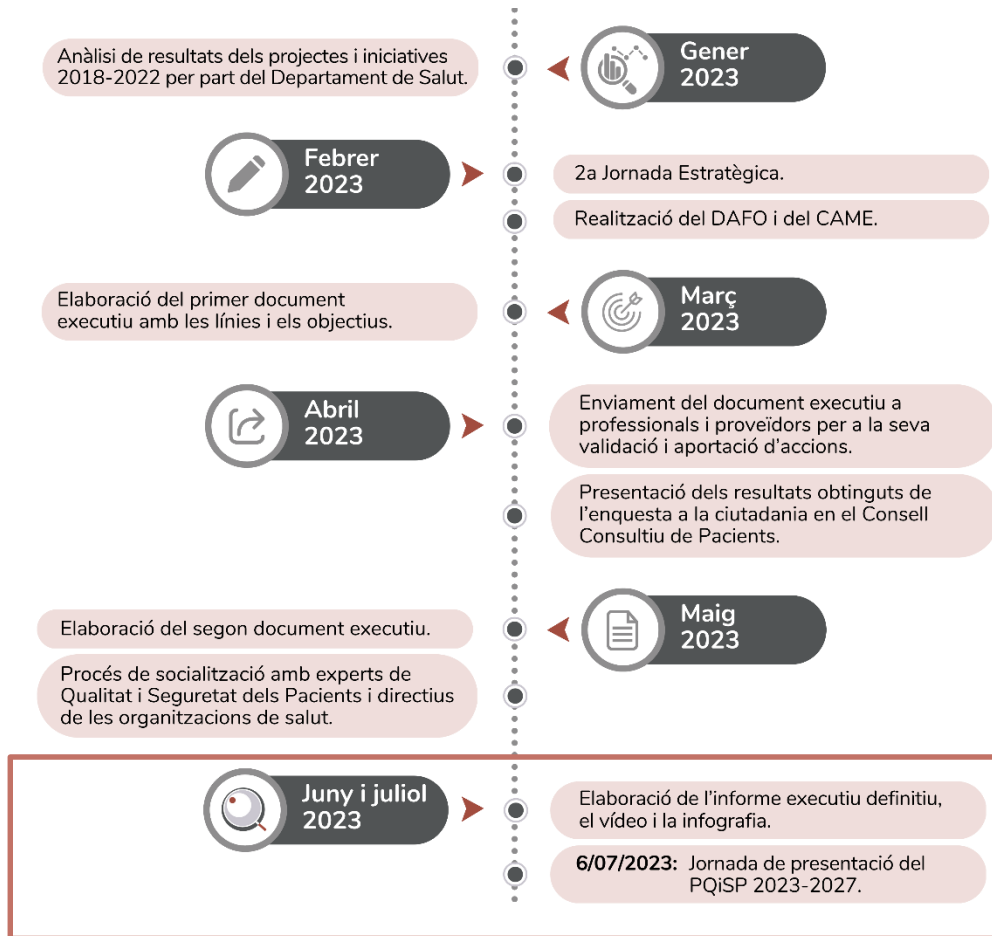 Gener
2023
Anàlisi de resultats dels projectes i iniciatives
2018-2022 per part del Departament de Salut.
Febrer
2023
2a Jornada Estratègica.
Realització del DAFO i del CAME.
Març
2023
Elaboració del primer document
executiu amb les línies i els objectius.
Abril
2023
Enviament del document executiu a
professionals i proveïdors per a la seva
validació i aportació d’accions.
Presentació dels resultats obtinguts de
l’enquesta a la ciutadania en el Consell
Consultiu de Pacients.
Maig
2023
Elaboració del segon document executiu.
Procés de socialització amb experts de
Qualitat i Seguretat dels Pacients i directius
de les organitzacions de salut.
Juny i juliol
2023
Elaboració de l’informe executiu definitiu,
el vídeo i la infografia.
6/07/2023: Jornada de presentació del
PQiSP 2023-2027.